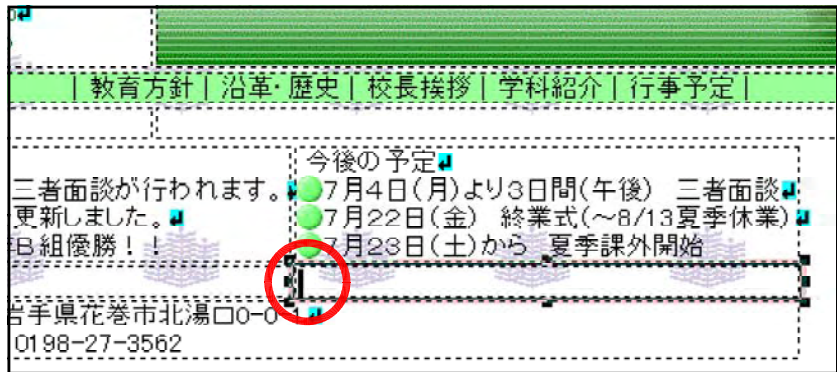 | 教育方針 | 沿革・歴史 | 校長挨拶 | 学科紹介 | 行事予定 |
三者面談が行われます。
更新しました。
B組優勝！！
今後の予定
7月4日(月)より3日間(午後)　三者面談
7月22日(金)　終業式(～8/13夏季休業)
7月23日(土)から　夏季課外開始
岩手県花巻市北湯口0-0-1
0198-27-3562